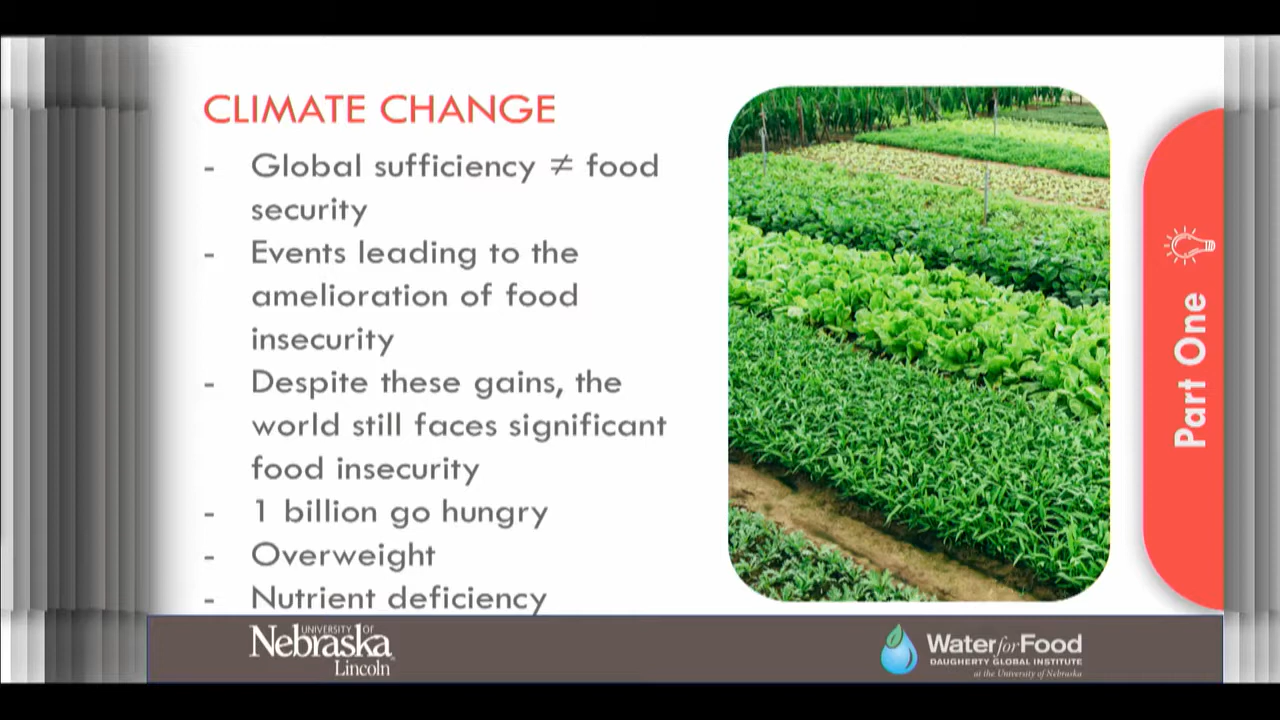 CLIMATE CHANGE
- Global sufficiency ≠ food
security
- Events leading to the
amelioration of food
insecurity
- Despite these gains, the
world still faces significant
food insecurity
- 1 billion go hungry
- Overweight
- Nutrient deficiency
Part One
UNIVERSITY OF
Nebraska
Lincoln
Water for Food
DAUGHERTY GLOBAL INSTITUTE
at the University of Nebraska